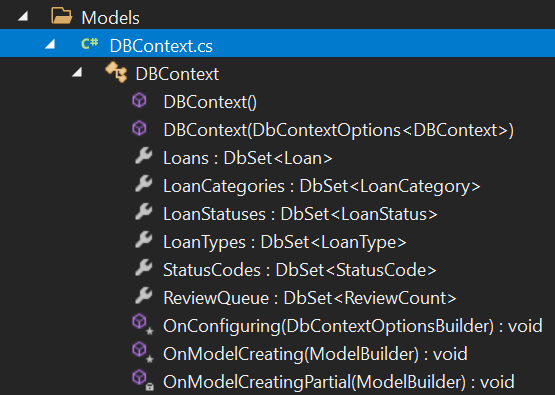 Models
C# DBContext.cs
DBContext
DBContext()
DBContext(DbContextOptions<DBContext>)
Loans : DbSet<Loan>
LoanCategories : DbSet<LoanCategory>
LoanStatuses : DbSet<LoanStatus>
LoanTypes : DbSet<LoanType>
StatusCodes : DbSet<StatusCode>
ReviewQueue : DbSet<ReviewCount>
OnConfiguring(DbContextOptionsBuilder) : void
OnModelCreating(ModelBuilder) : void
OnModelCreatingPartial(ModelBuilder) : void